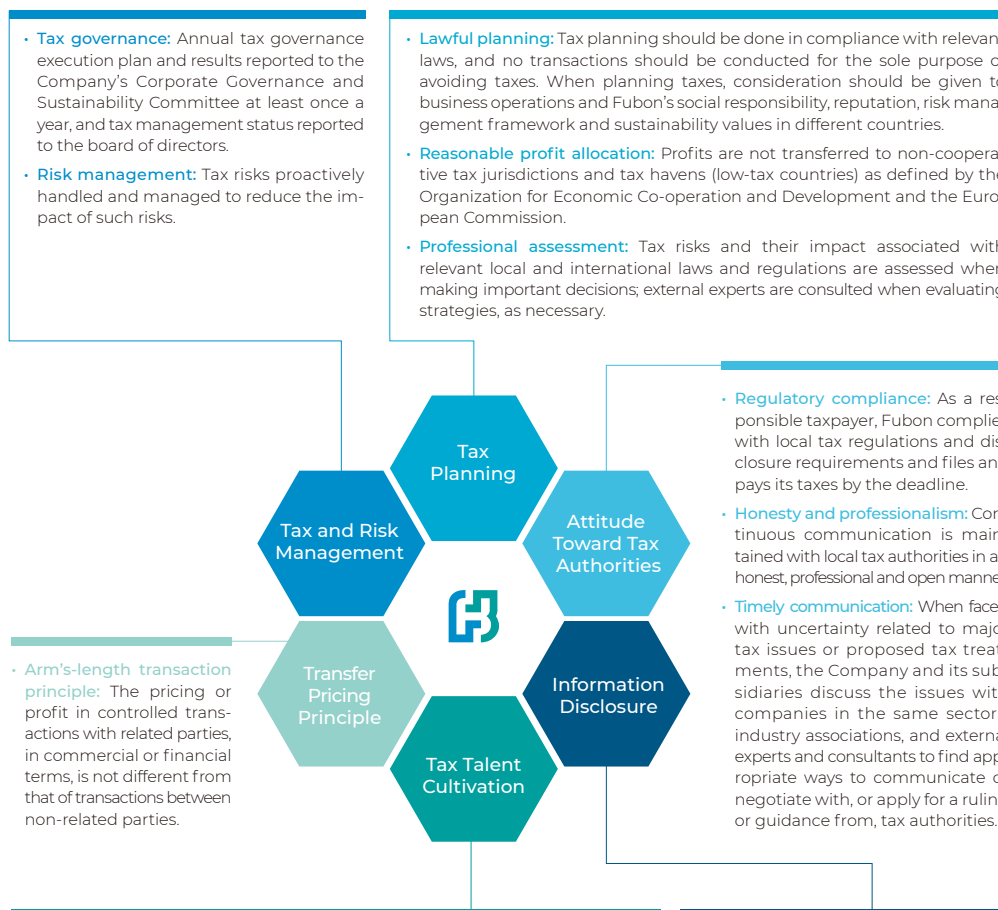 • Tax governance: Annual tax governance
execution plan and results reported to the
Company's Corporate Governance and
Sustainability Committee at least once a
year, and tax management status reported
to the board of directors.
• Risk management: Tax risks proactively
handled and managed to reduce the im-
pact of such risks.
• Lawful planning: Tax planning should be done in compliance with relevan
laws, and no transactions should be conducted for the sole purpose o
avoiding taxes. When planning taxes, consideration should be given to
business operations and Fubon's social responsibility, reputation, risk mana
gement framework and sustainability values in different countries.
• Reasonable profit allocation: Profits are not transferred to non-coopera
tive tax jurisdictions and tax havens (low-tax countries) as defined by the
Organization for Economic Co-operation and Development and the Euro
pean Commission.
• Professional assessment: Tax risks and their impact associated with
relevant local and international laws and regulations are assessed when
making important decisions; external experts are consulted when evaluating
strategies, as necessary.
• Regulatory compliance: As a res
ponsible taxpayer, Fubon complie
with local tax regulations and dis
closure requirements and files an
pays its taxes by the deadline.
• Honesty and professionalism: Con
tinuous communication is main
tained with local tax authorities in a
honest, professional and open manne
• Timely communication: When face
with uncertainty related to majo
tax issues or proposed tax treat
ments, the Company and its sub
sidiaries discuss the issues wit
companies in the same sector
industry associations, and externa
experts and consultants to find app
ropriate ways to communicate o
negotiate with, or apply for a rulin
or guidance from, tax authorities.
Tax
Planning
Tax and Risk
Management
Attitude
Toward Tax
Authorities
Transfer
Pricing
Principle
Information
Disclosure
Tax Talent
Cultivation
• Arm's-length transaction
principle: The pricing or
profit in controlled trans-
actions with related parties,
in commercial or financial
terms, is not different from
that of transactions between
non-related parties.